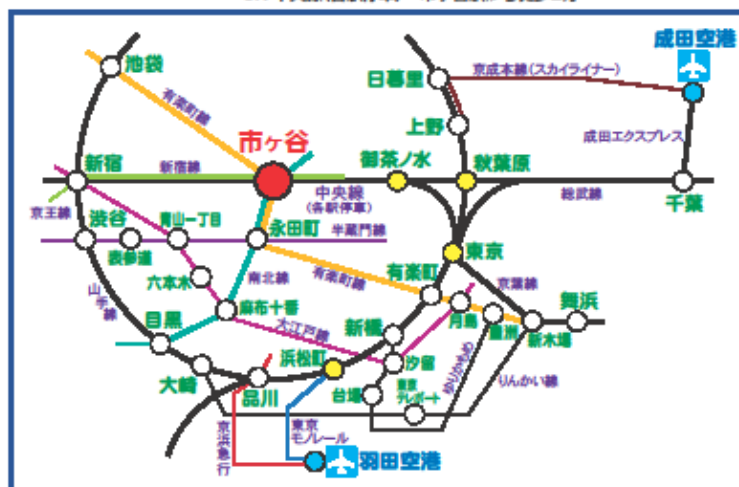 成田空港
池袋
日暮里
京成本線(スカイライナー)
有楽町線
上野
市ヶ谷
御茶ノ水
秋葉原
成田エクスプレス
新宿
新宿線
中央線
(各駅停車)
総武線
千葉
京王線
渋谷
青山一丁目
永田町
半蔵門線
表参道
東京
六本木
南北線
有楽町線
有楽町
京葉線
舞浜
山手線
麻布十番
月島
豊洲
新木場
目黒
大江戸線
新橋
浜松町
汐留
ゆりかもめ
りんかい線
大崎
品川
台場
東京
テレポート
京浜急行
東京
モノレール
羽田空港